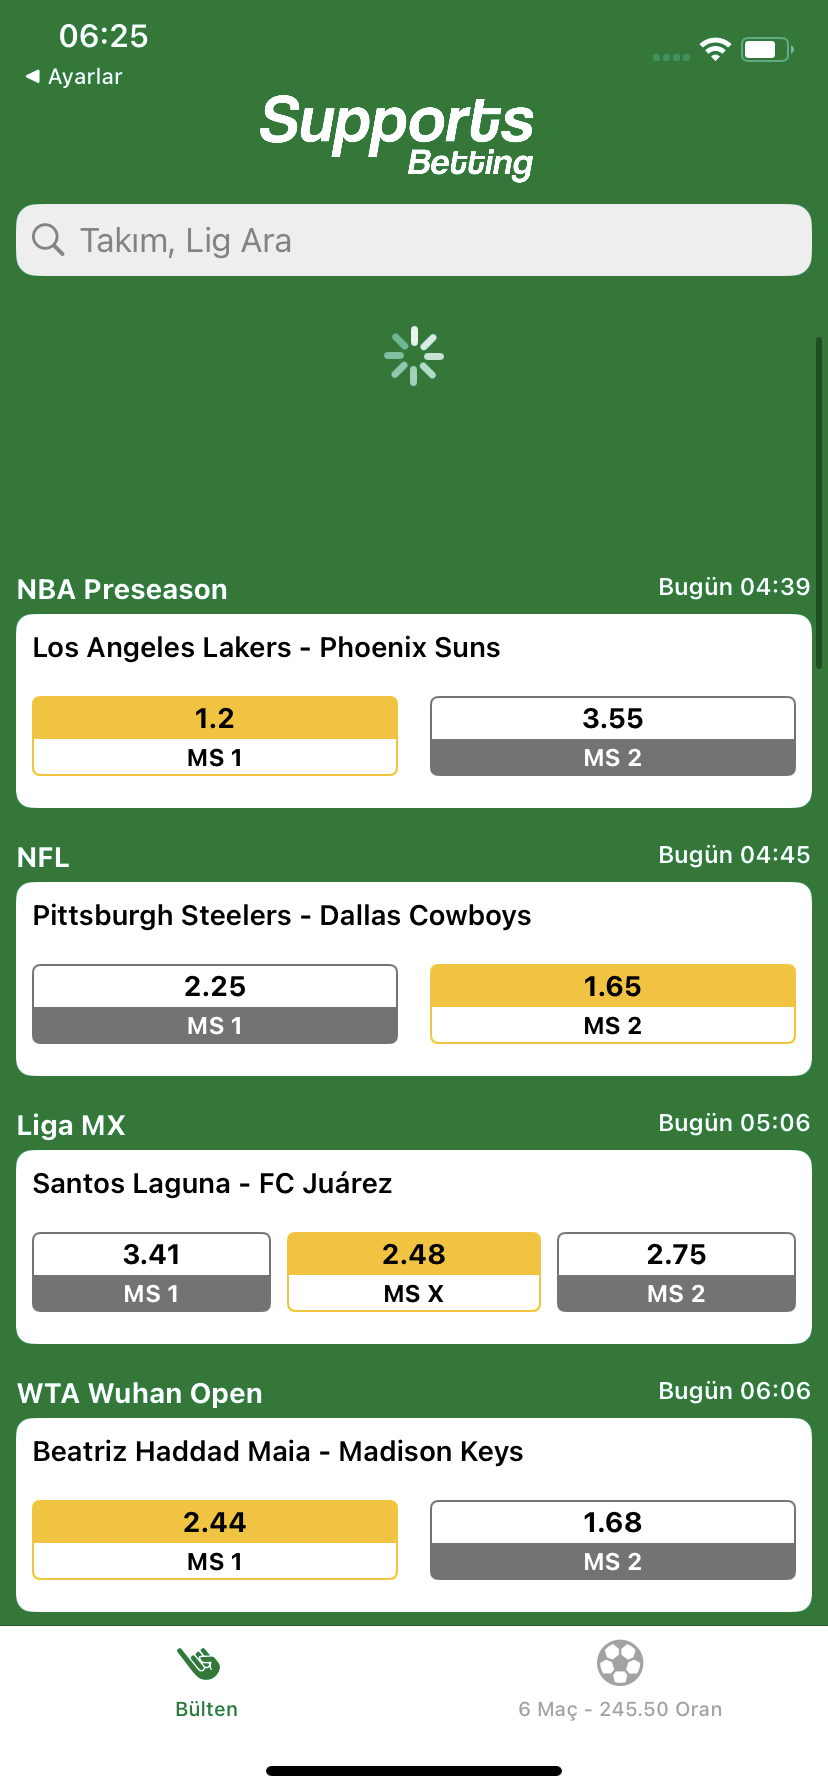 06:25
◀ Ayarlar
Supports
Betting
Takım, Lig Ara
NBA Preseason
Bugün 04:39
Los Angeles Lakers - Phoenix Suns
1.2
3.55
MS 1
MS 2
NFL
Bugün 04:45
Pittsburgh Steelers - Dallas Cowboys
2.25
1.65
MS 1
MS 2
Liga MX
Bugün 05:06
Santos Laguna - FC Juárez
3.41
2.48
2.75
MS 1
MS X
MS 2
WTA Wuhan Open
Bugün 06:06
Beatriz Haddad Maia - Madison Keys
2.44
1.68
MS 1
MS 2
Bülten
6 Maç - 245.50 Oran